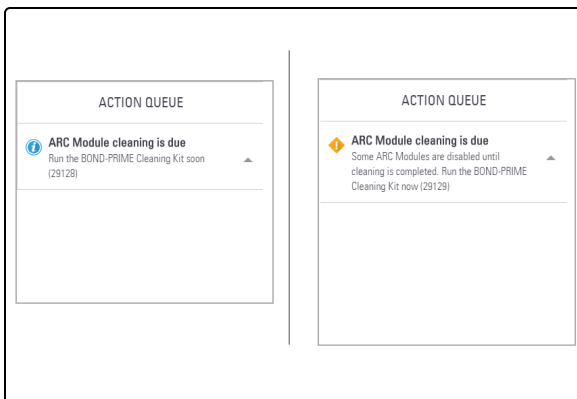 ACTION QUEUE
ARC Module cleaning is due
Run the BOND-PRIME Cleaning Kit soon
(29128)
ACTION QUEUE
ARC Module cleaning is due
Some ARC Modules are disabled until
cleaning is completed. Run the BOND-PRIME
Cleaning Kit now (29129)